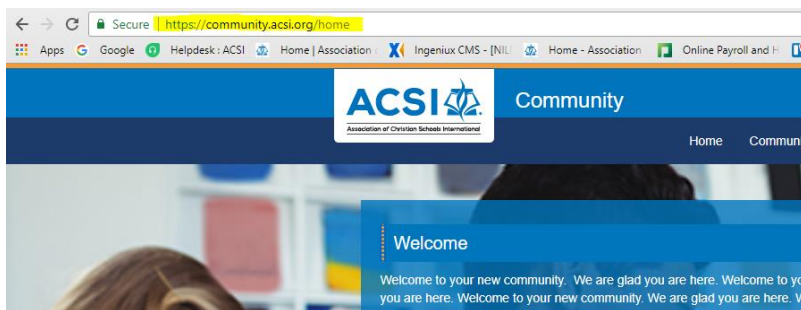 Secure https://community.acsi.org/home
Apps Google Helpdesk : ACSI Home | Association Ingeniux CMS - [NIL Home - Association Online Payroll and H
ACSI Community
Association of Christian Schools International
Home Commun
Welcome
Welcome to your new community. We are glad you are here. Welcome to yo
you are here. Welcome to your new community. We are glad you are here. W